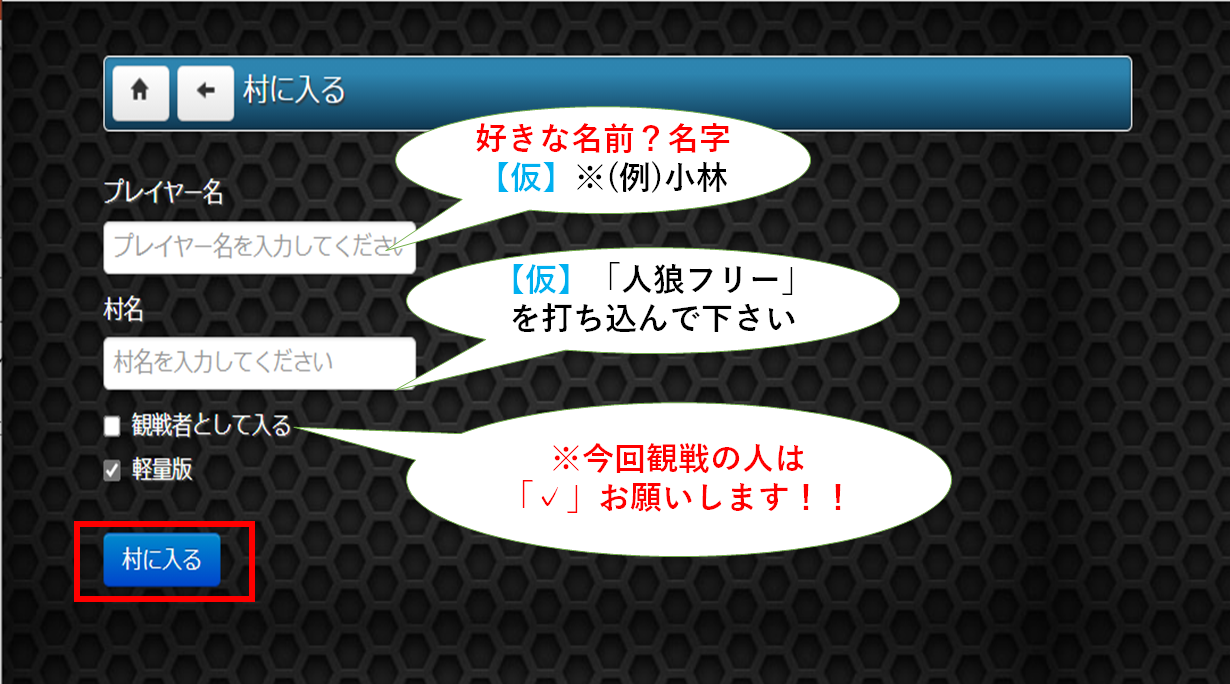 村に入る
好きな名前？名字
【仮】※(例)小林
プレイヤー名
プレイヤー名を入力してください
【仮】「人狼フリー」
を打ち込んで下さい
村名
村名を入力してください
観戦者として入る
※今回観戦の人は
「✓」お願いします！！
軽量版
村に入る